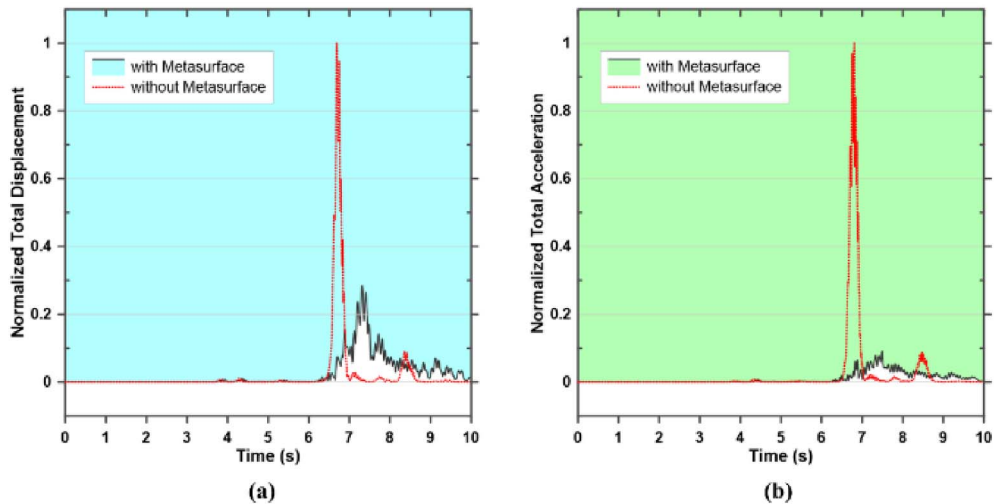 with Metasurface
without Metasurface
Normalized Total Displacement
1
0.8
0.6
0.4
0.2
0
0 1 2 3 4 5 6 7 8 9 10
Time (s)
(a)
with Metasurface
without Metasurface
Normalized Total Acceleration
1
0.8
0.6
0.4
0.2
0
0 1 2 3 4 5 6 7 8 9 10
Time (s)
(b)